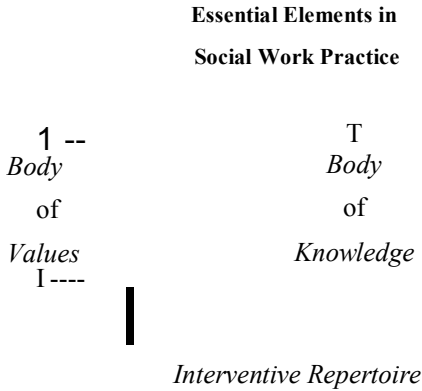 Essential Elements in
Social Work Practice
1 --
Body
of
Values
I ----
T
Body
of
Knowledge
Interventive Repertoire